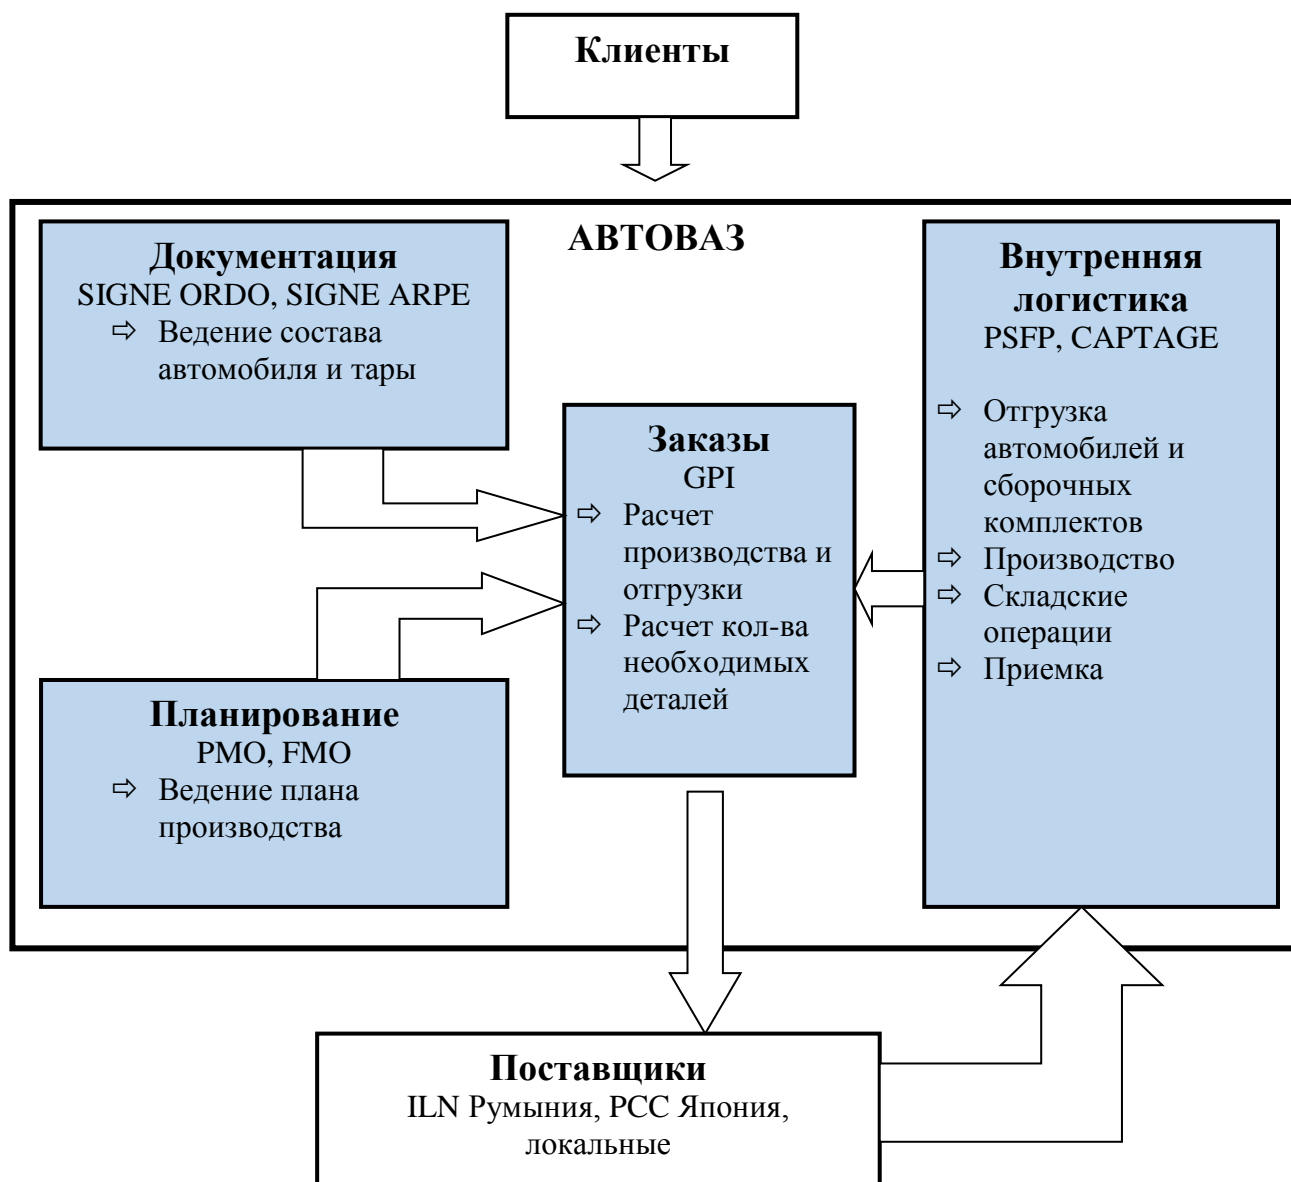 Клиенты
АВТОВАЗ
Документация
SIGNE ORDO, SIGNE ARPE
⇨ Ведение состава
автомобиля и тары
Планирование
PMO, FMO
⇨ Ведение плана
производства
Заказы
GPI
⇨ Расчет
производства и
отгрузки
⇨ Расчет кол-ва
необходимых
деталей
Внутренняя
логистика
PSFP, CAPTAGE
⇨ Отгрузка
автомобилей и
сборочных
комплектов
⇨ Производство
⇨ Складские
операции
⇨ Приемка
Поставщики
ILN Румыния, PCC Япония,
локальные